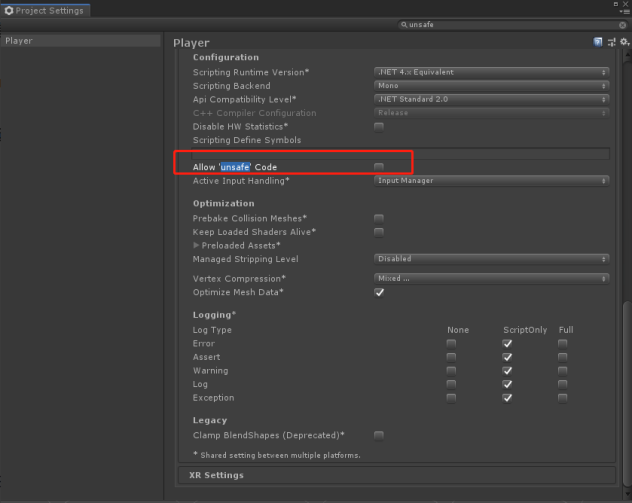 Project Settings
unsafe
Player
Player
Configuration
Scripting Runtime Version* .NET 4.x Equivalent
Scripting Backend Mono
Api Compatibility Level* .NET Standard 2.0
C++ Compiler Configuration Release
Disable HW Statistics*
Scripting Define Symbols
Allow 'unsafe' Code
Active Input Handling* Input Manager
Optimization
Prebake Collision Meshes*
Keep Loaded Shaders Alive*
Preloaded Assets*
Managed Stripping Level Disabled
Vertex Compression* Mixed ...
Optimize Mesh Data*
Logging*
Log Type None ScriptOnly Full
Error
Assert
Warning
Log
Exception
Legacy
Clamp BlendShapes (Deprecated)*
* Shared setting between multiple platforms.
XR Settings